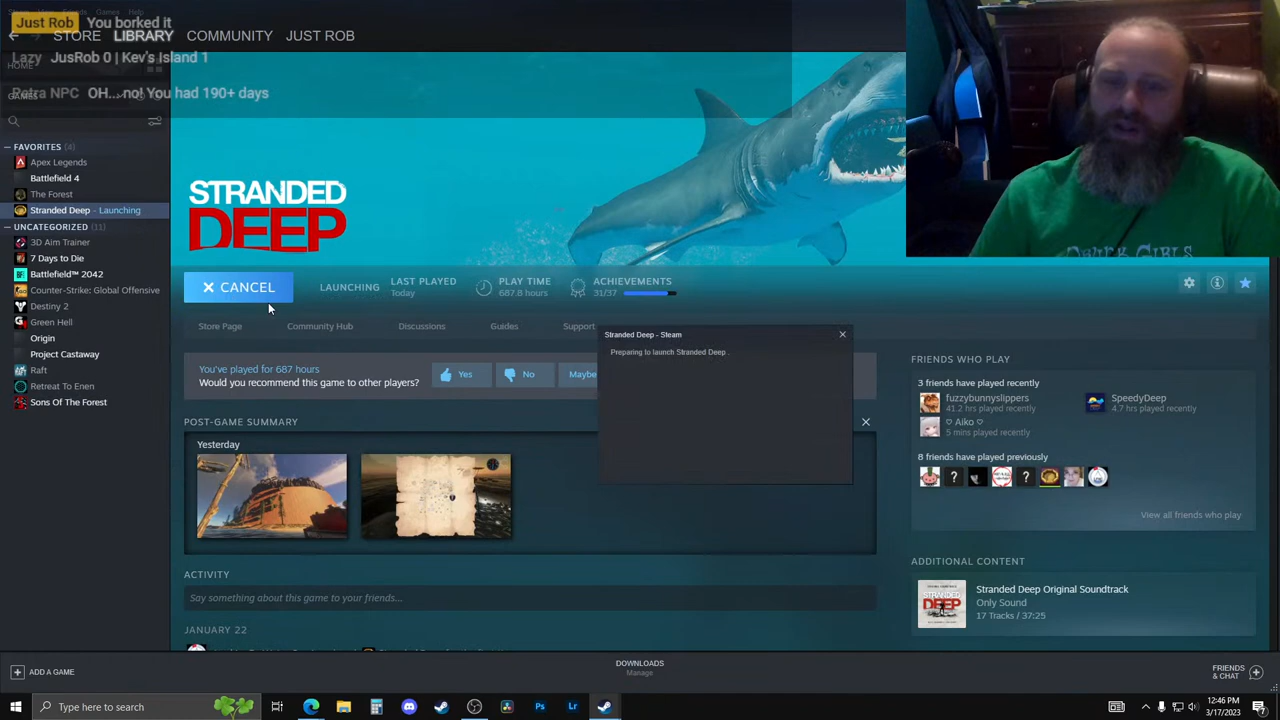 Just Rob You borked it
STORE LIBRARY COMMUNITY JUST ROB
Lazy JusRob 0 | Kev's Island 1
HOME
Retra NPC OH... no! You had 190+ days
GAMES
FAVORITES (4)
Apex Legends
Battlefield 4
The Forest
Stranded Deep - Launching
UNCATEGORIZED (11)
3D Aim Trainer
7 Days to Die
Battlefield™ 2042
Counter-Strike: Global Offensive
Destiny 2
Green Hell
Origin
Project Castaway
Raft
Retreat To Enen
Sons Of The Forest
STRANDED
DEEP
CANCEL
LAUNCHING
LAST PLAYED
Today
PLAY TIME
687.8 hours
ACHIEVEMENTS
31/37
Store Page Community Hub Discussions Guides Support
Stranded Deep - Steam
Preparing to launch Stranded Deep .
You've played for 687 hours
Would you recommend this game to other players?
Yes No Maybe
POST-GAME SUMMARY
Yesterday
ACTIVITY
Say something about this game to your friends...
JANUARY 22
FRIENDS WHO PLAY
3 friends have played recently
fuzzybunnyslippers
41.2 hrs played recently
SpeedyDeep
4.7 hrs played recently
♡ Aiko ♡
5 mins played recently
8 friends have played previously
View all friends who play
ADDITIONAL CONTENT
STRANDED
DEEP
Stranded Deep Original Soundtrack
Only Sound
17 Tracks / 37:25
ADD A GAME
DOWNLOADS
Manage
FRIENDS
& CHAT
Type here to search
12:46 PM
3/17/2023